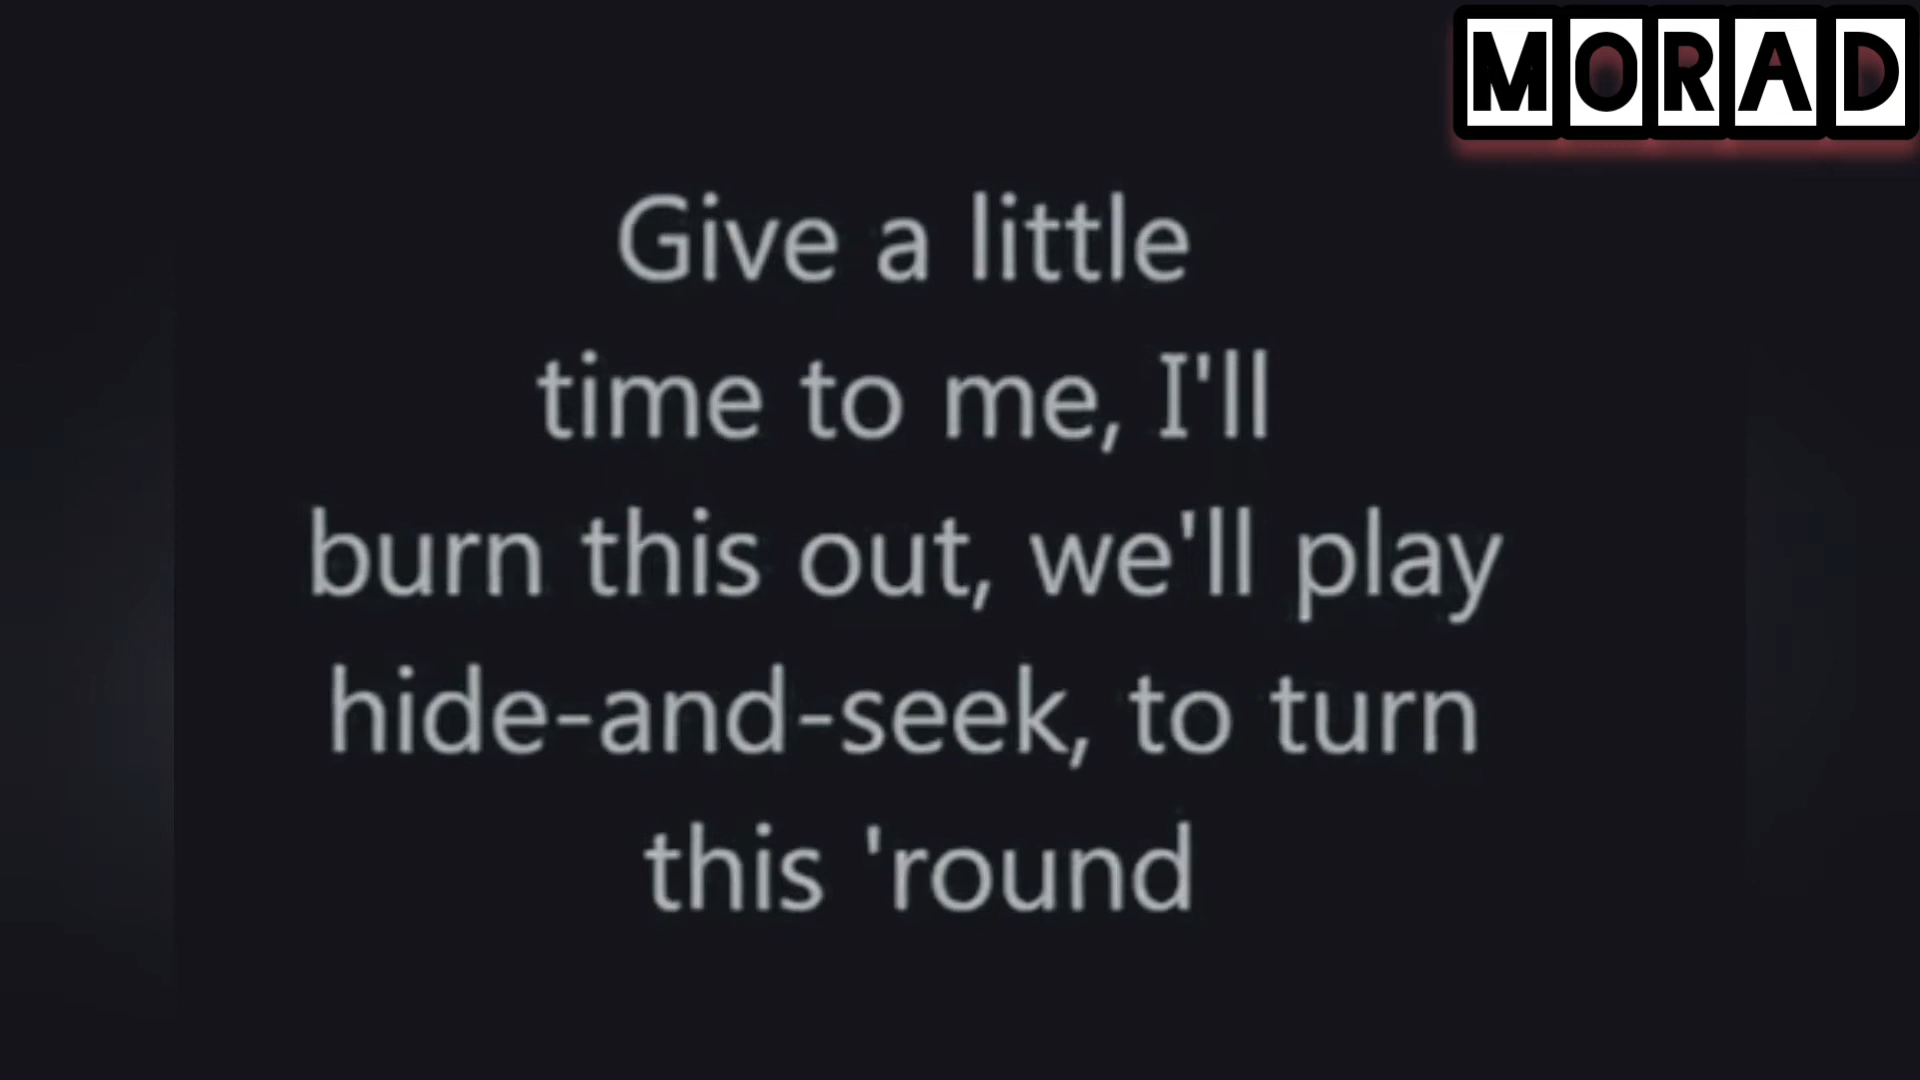 MORAD
Give a little
time to me, I'll
burn this out, we'll play
hide-and-seek, to turn
this 'round